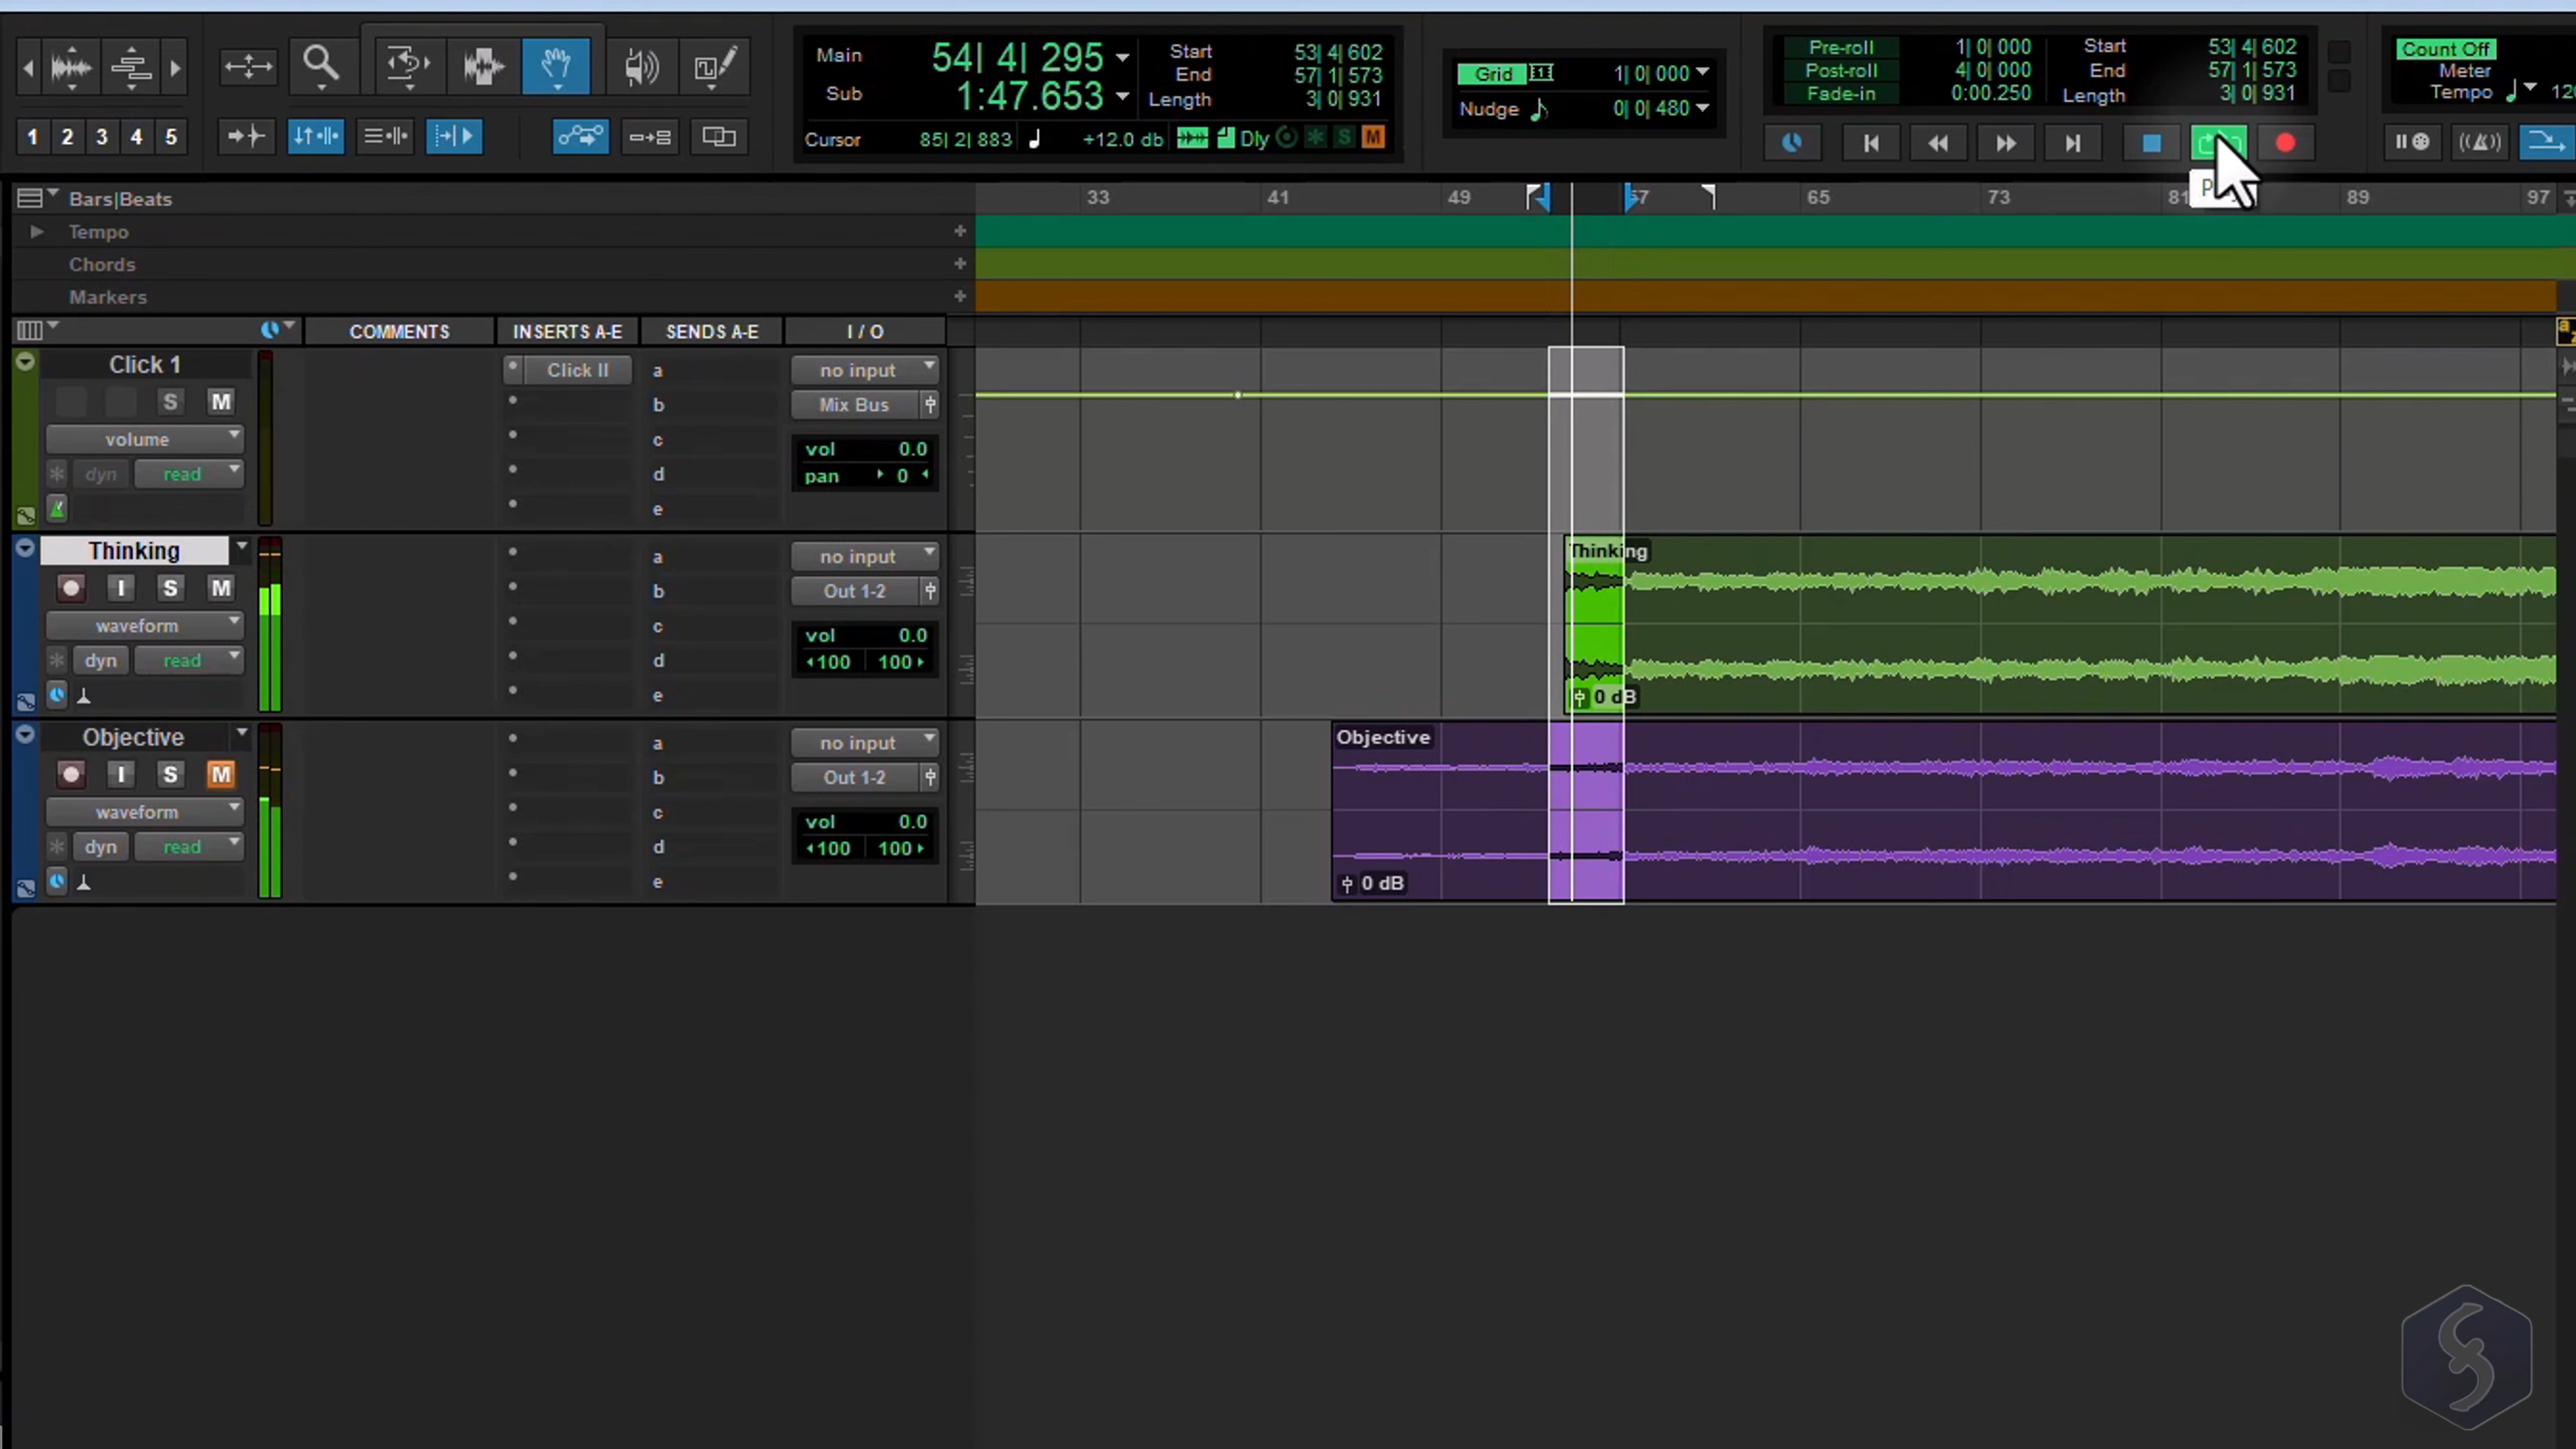 Main 54| 4| 295 Start 53| 4| 602
Sub 1:47.653 End 57| 1| 573
Length 3| 0| 931
Cursor 85| 2| 883 +12.0 db Dly S M
Grid 1| 0| 000
Nudge 0| 0| 480
Pre-roll 1| 0| 000 Start 53| 4| 602
Post-roll 4| 0| 000 End 57| 1| 573
Fade-in 0:00.250 Length 3| 0| 931
Count Off
Meter
Tempo
1 2 3 4 5
Bars|Beats 33 41 49 57 65 73 81 89 97
Tempo
Chords
Markers
COMMENTS INSERTS A-E SENDS A-E I / O
Click 1 Click II a no input
S M b Mix Bus
volume c vol 0.0
dyn read d pan 0
e
Thinking a no input Thinking
I S M b Out 1-2
waveform c vol 0.0
dyn read d 100 100
e 0 dB
Objective a no input Objective
I S M b Out 1-2
waveform c vol 0.0
dyn read d 100 100
e 0 dB